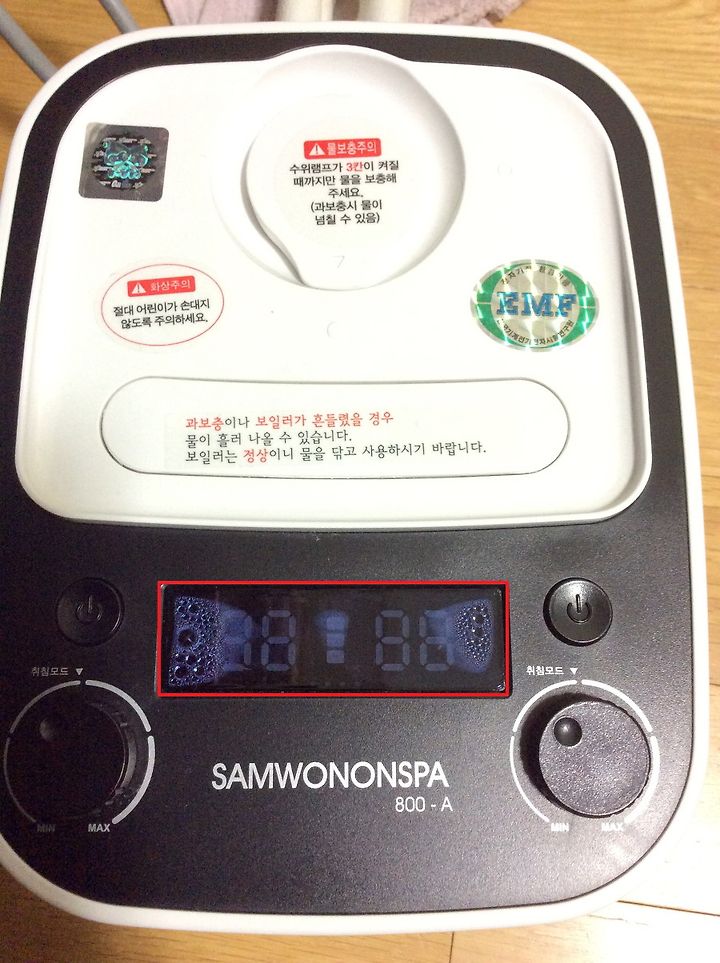 물보충주의
수위램프가 3칸이 켜질
때까지만 물을 보충해
주세요.
(과보충시 물이
넘칠 수 있음)
화상주의
절대 어린이가 손대지
않도록 주의하세요.
EMF
과보충이나 보일러가 흔들렸을 경우
물이 흘러 나올 수 있습니다.
보일러는 정상이니 물을 닦고 사용하시기 바랍니다.
88 88
취침모드 ▼
취침모드 ▼
SAMWONONSPA
800 - A
MIN MAX
MIN MAX